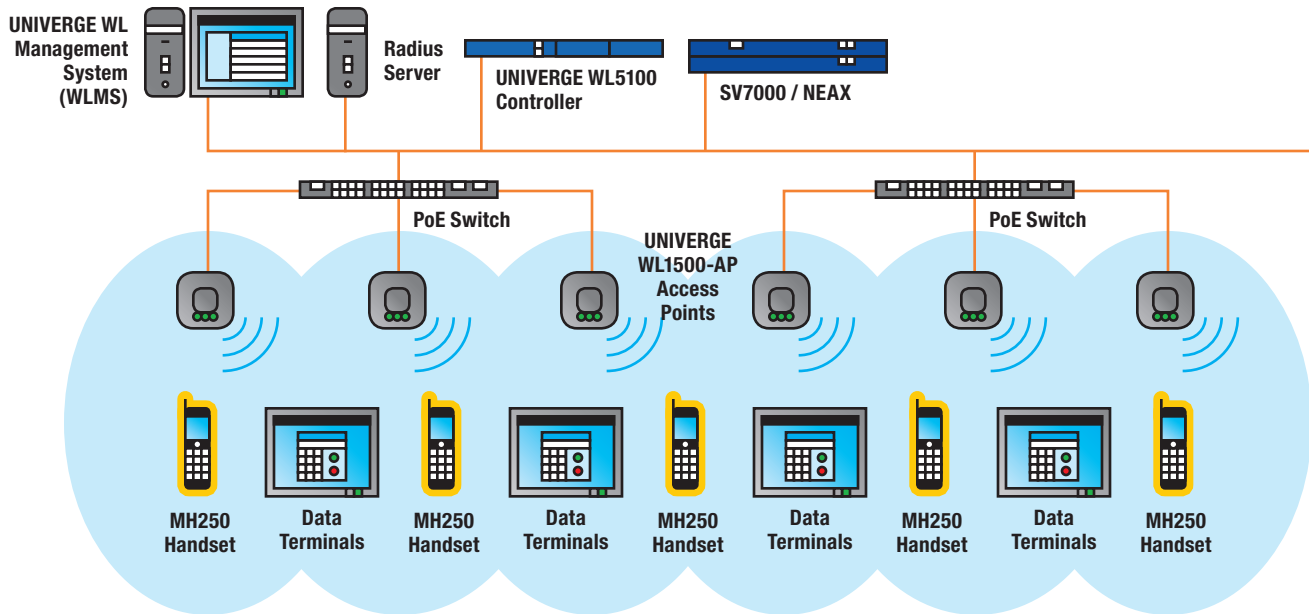 UNIVERGE WL
Management
System
(WLMS)
Radius
Server
UNIVERGE WL5100
Controller
SV7000 / NEAX
PoE Switch
PoE Switch
UNIVERGE
WL1500-AP
Access
Points
MH250
Handset
Data
Terminals
MH250
Handset
Data
Terminals
MH250
Handset
Data
Terminals
MH250
Handset
Data
Terminals
MH250
Handset